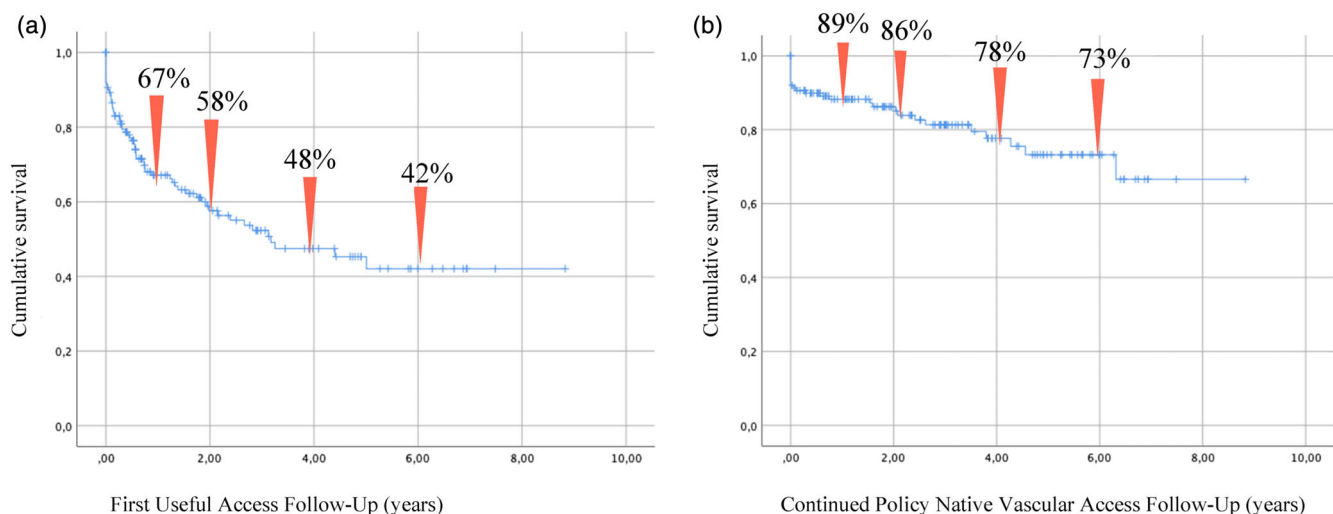 (a)
67%
58%
48%
42%
1,0
0,8
0,6
0,4
0,2
0,0
Cumulative survival
,00 2,00 4,00 6,00 8,00 10,00
First Useful Access Follow-Up (years)
(b)
89%
86%
78%
73%
1,0
0,8
0,6
0,4
0,2
0,0
Cumulative survival
,00 2,00 4,00 6,00 8,00 10,00
Continued Policy Native Vascular Access Follow-Up (years)